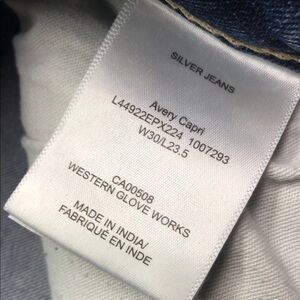 SILVER JEANS
Avery Capri
L44922EPX224 1007293
W30/L23.5
CA00508
WESTERN GLOVE WORKS
MADE IN INDIA/
FABRIQUÉ EN INDE